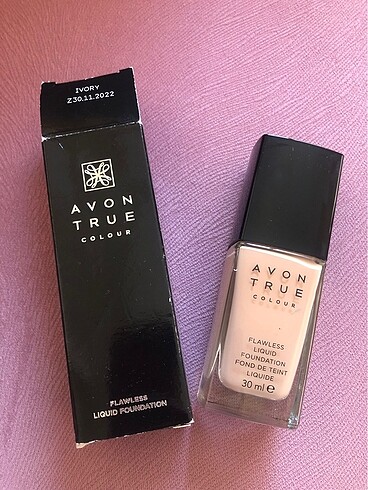 IVORY
Z30.11.2022
AVON
TRUE
COLOUR
FLAWLESS
LIQUID FOUNDATION
AVON
TRUE
COLOUR
FLAWLESS
LIQUID
FOUNDATION
FOND DE TEINT
LIQUIDE
30 ml e